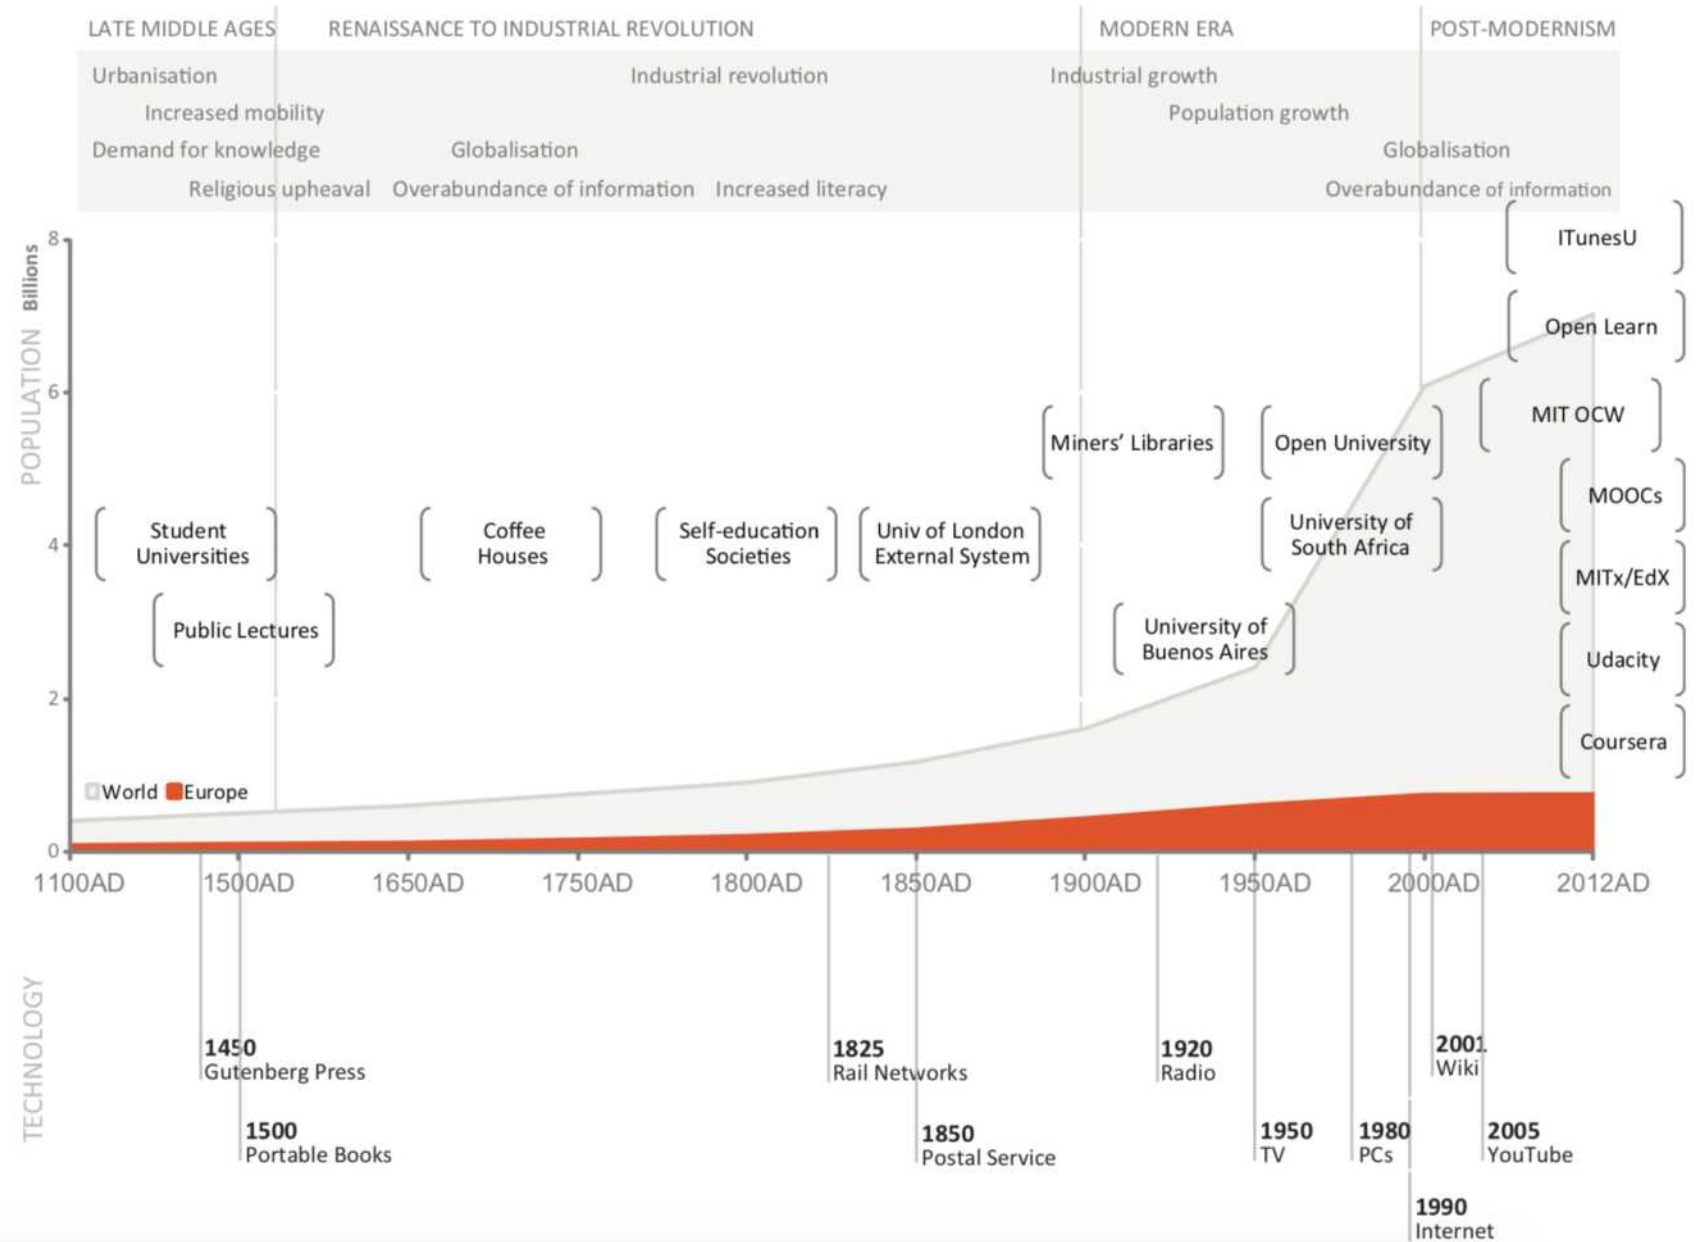 LATE MIDDLE AGES
RENAISSANCE TO INDUSTRIAL REVOLUTION
MODERN ERA
POST-MODERNISM
Urbanisation
Industrial revolution
Industrial growth
Increased mobility
Population growth
Demand for knowledge
Globalisation
Globalisation
Religious upheaval
Overabundance of information
Increased literacy
Overabundance of information
POPULATION Billions
8
6
4
2
0
ITunesU
Open Learn
MIT OCW
Miners' Libraries
Open University
MOOCs
Student
Universities
Coffee
Houses
Self-education
Societies
Univ of London
External System
University of
South Africa
MITx/EdX
Public Lectures
University of
Buenos Aires
Udacity
Coursera
World
Europe
1100AD
1500AD
1650AD
1750AD
1800AD
1850AD
1900AD
1950AD
2000AD
2012AD
TECHNOLOGY
1450
Gutenberg Press
1825
Rail Networks
1920
Radio
2001
Wiki
1500
Portable Books
1850
Postal Service
1950
TV
1980
PCs
2005
YouTube
1990
Internet